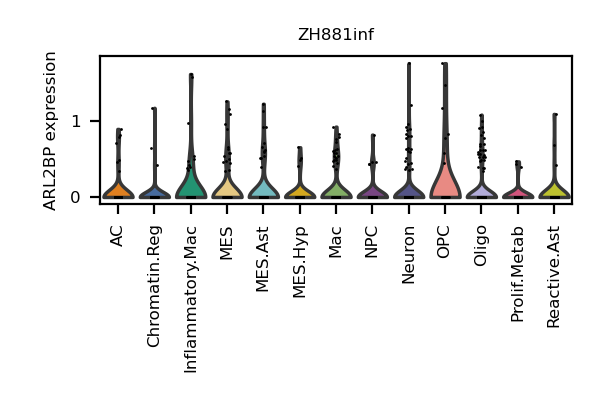 ZH881inf
ARL2BP expression
1
0
AC
Chromatin.Reg
Inflammatory.Mac
MES
MES.Ast
MES.Hyp
Mac
NPC
Neuron
OPC
Oligo
Prolif.Metab
Reactive.Ast